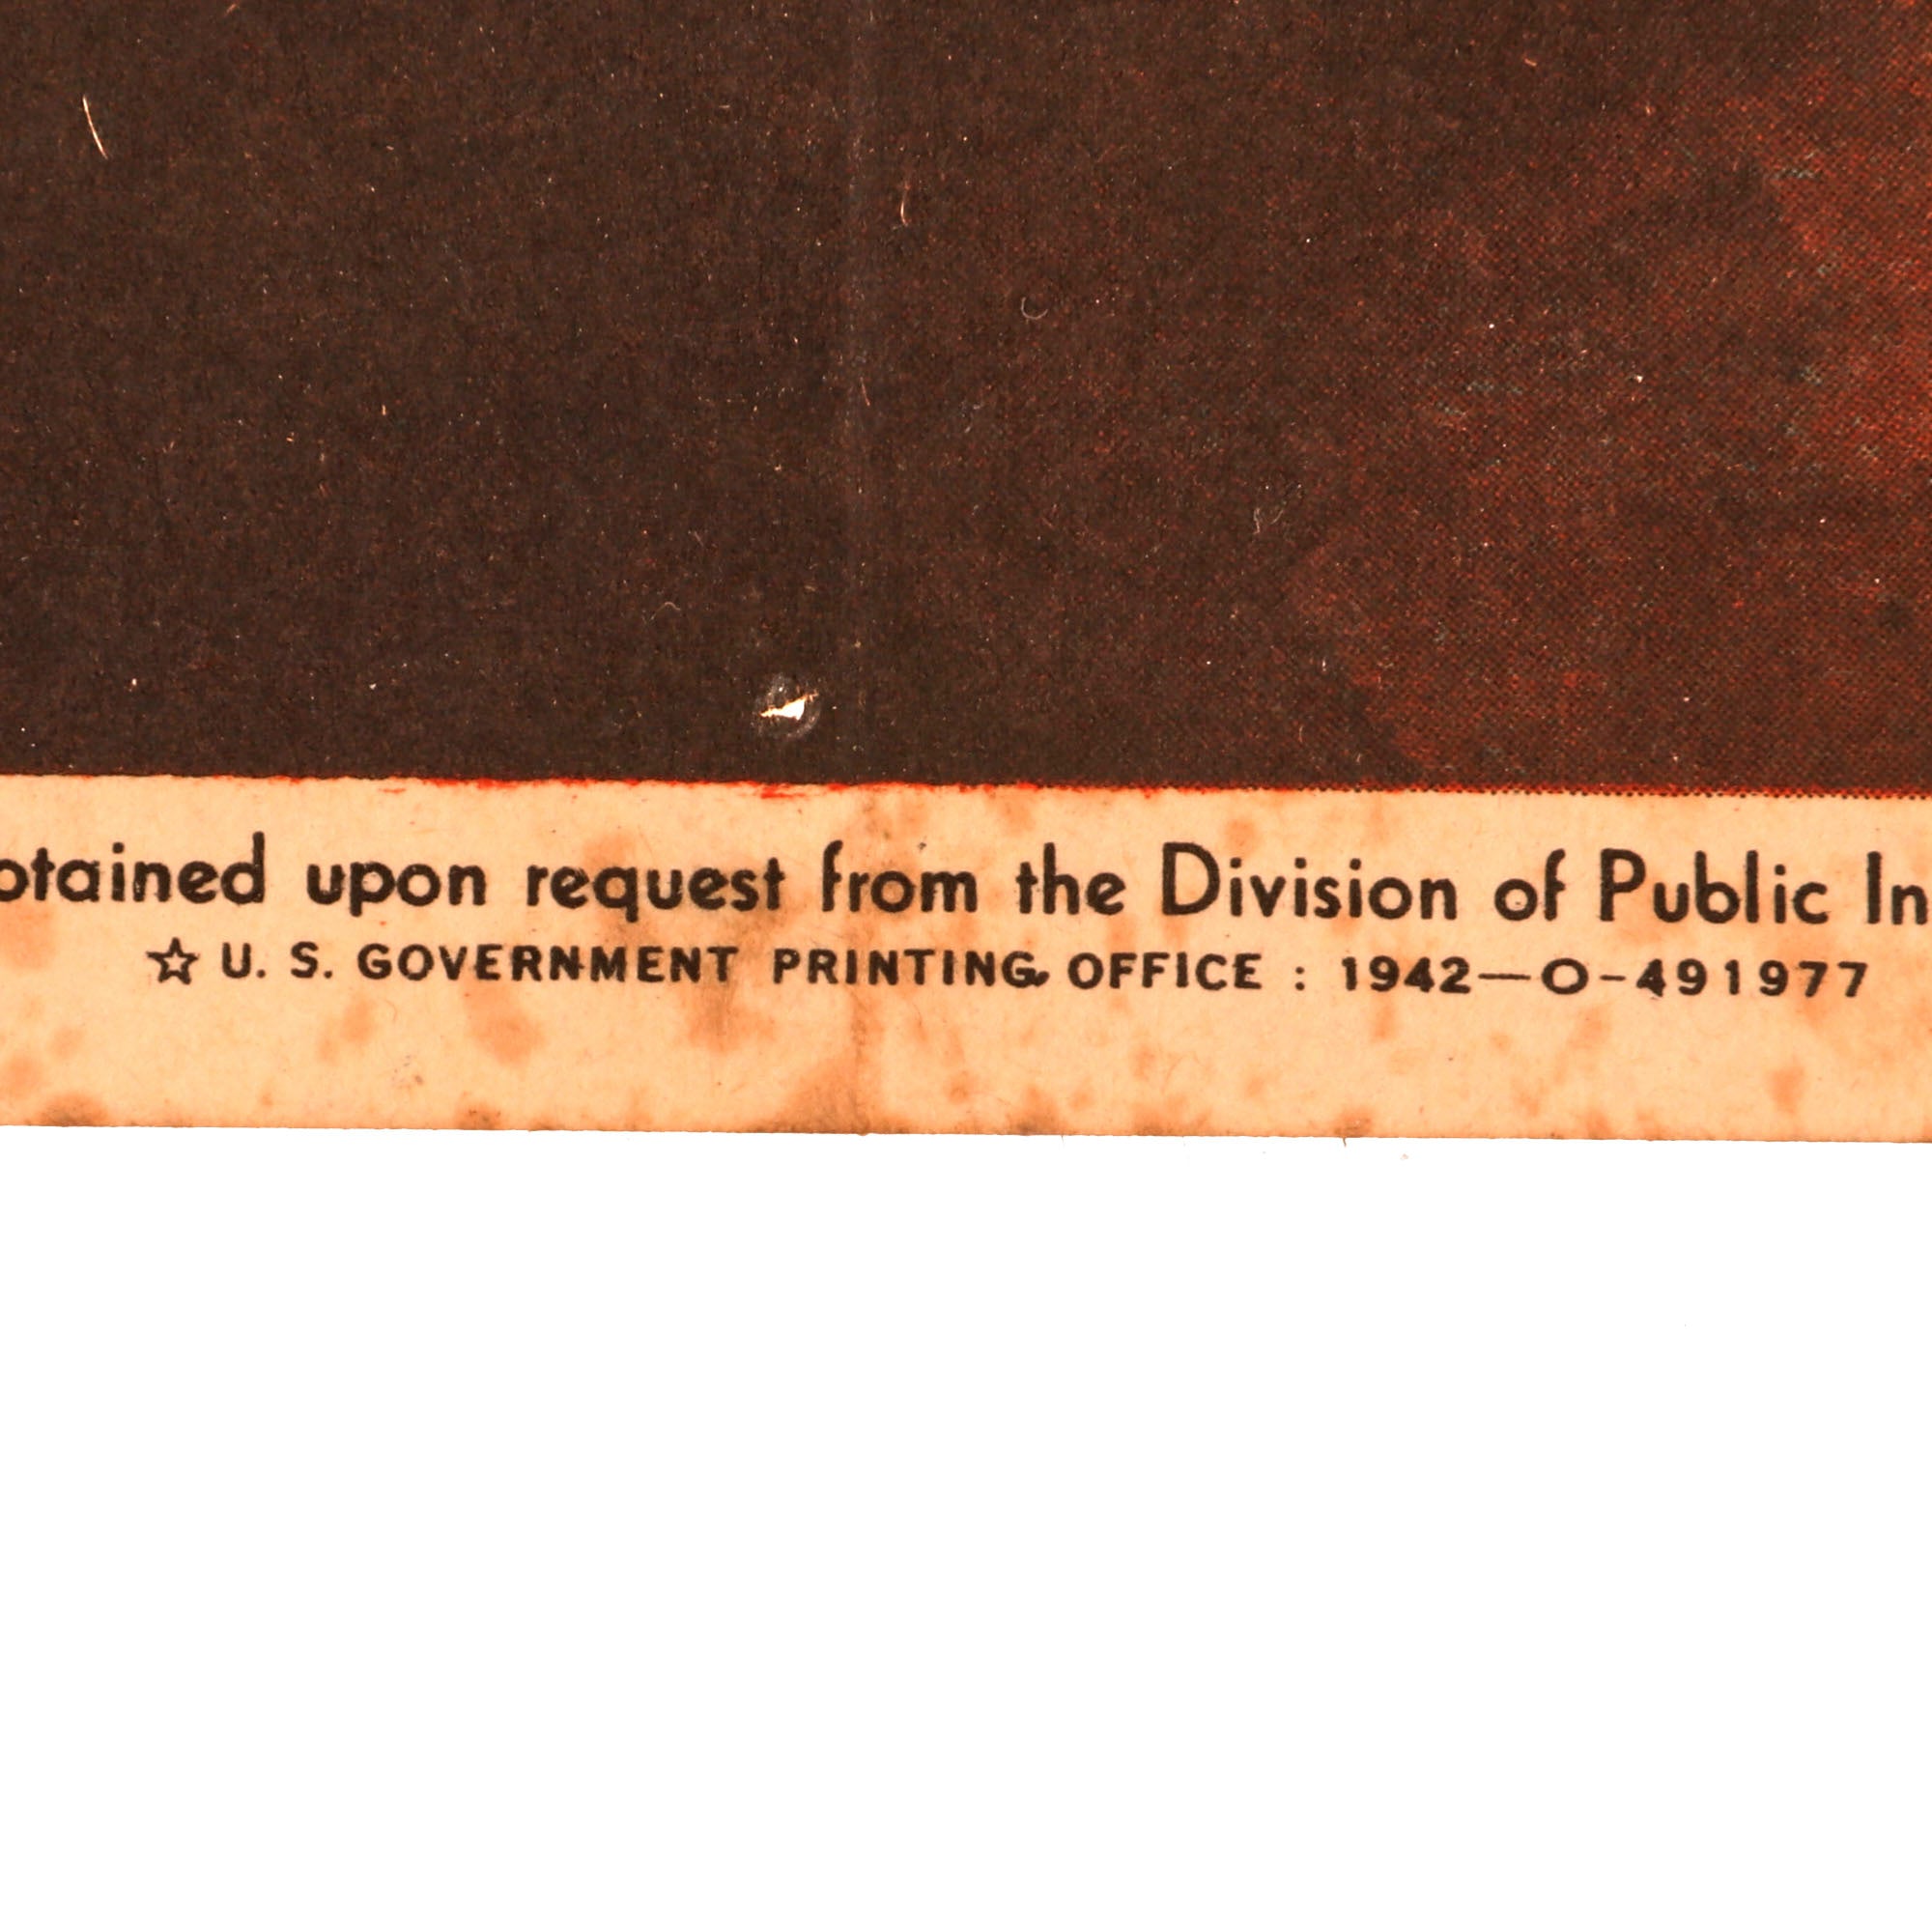 otained upon request from the Division of Public In
☆ U. S. GOVERNMENT PRINTING OFFICE : 1942—O-491977